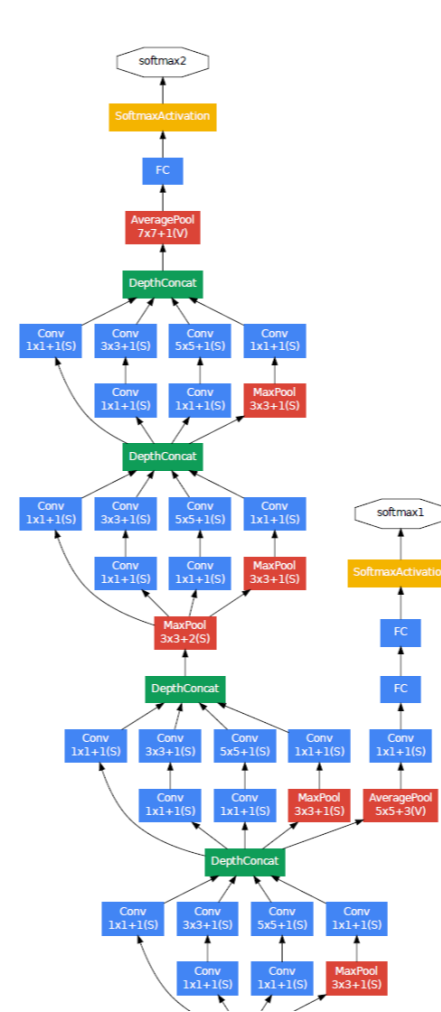 softmax2
SoftmaxActivation
FC
AveragePool
7x7+1(V)
DepthConcat
Conv Conv Conv Conv
1x1+1(S) 3x3+1(S) 5x5+1(S) 1x1+1(S)
Conv Conv MaxPool
1x1+1(S) 1x1+1(S) 3x3+1(S)
DepthConcat
Conv Conv Conv Conv
1x1+1(S) 3x3+1(S) 5x5+1(S) 1x1+1(S)
softmax1
Conv Conv MaxPool
1x1+1(S) 1x1+1(S) 3x3+1(S)
SoftmaxActivatio
MaxPool
3x3+2(S)
FC
DepthConcat
FC
Conv Conv Conv Conv Conv
1x1+1(S) 3x3+1(S) 5x5+1(S) 1x1+1(S) 1x1+1(S)
Conv Conv MaxPool AveragePool
1x1+1(S) 1x1+1(S) 3x3+1(S) 5x5+3(V)
DepthConcat
Conv Conv Conv Conv
1x1+1(S) 3x3+1(S) 5x5+1(S) 1x1+1(S)
Conv Conv MaxPool
1x1+1(S) 1x1+1(S) 3x3+1(S)